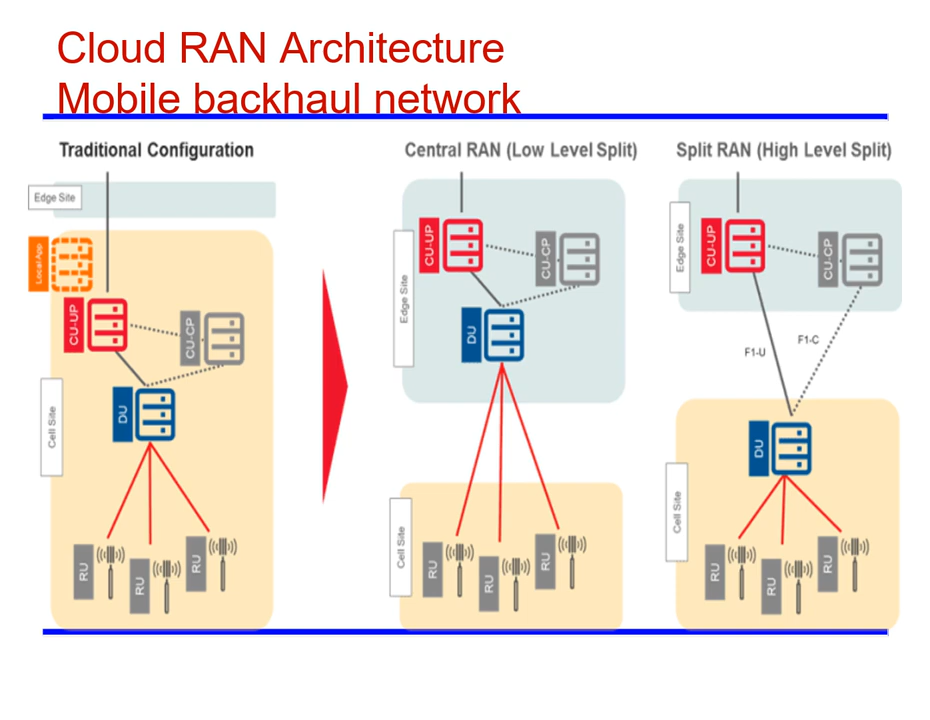 Cloud RAN Architecture
Mobile backhaul network
Traditional Configuration
Edge Site
Local App
CU-UP
CU-CP
DU
Cell Site
RU
RU
RU
Central RAN (Low Level Split)
Edge Site
CU-UP
CU-CP
DU
Cell Site
RU
RU
RU
Split RAN (High Level Split)
Edge Site
CU-UP
CU-CP
F1-U
F1-C
DU
Cell Site
RU
RU
RU